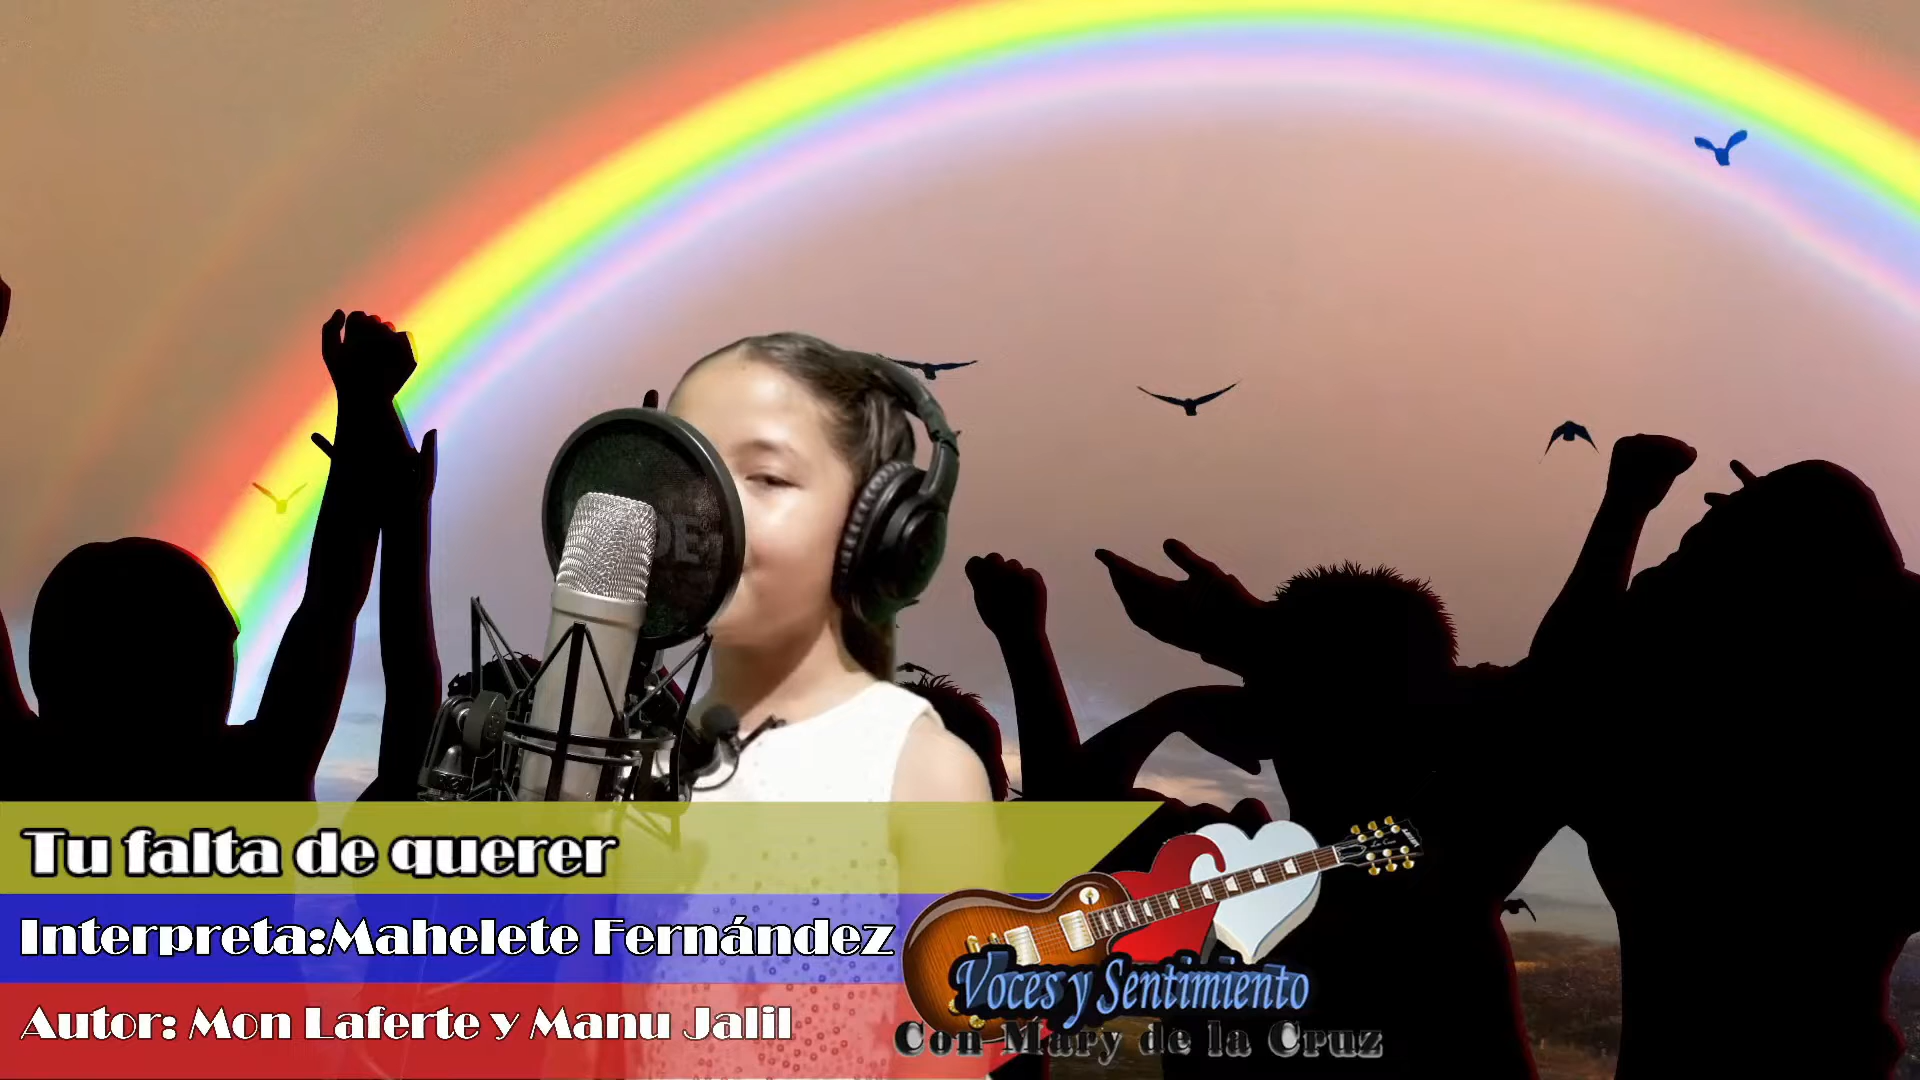 Tu falta de querer
Interpreta:Mahelete Fernández
Autor: Mon Laferte y Manu Jalil
Voces y Sentimiento
Con Mary de la Cruz